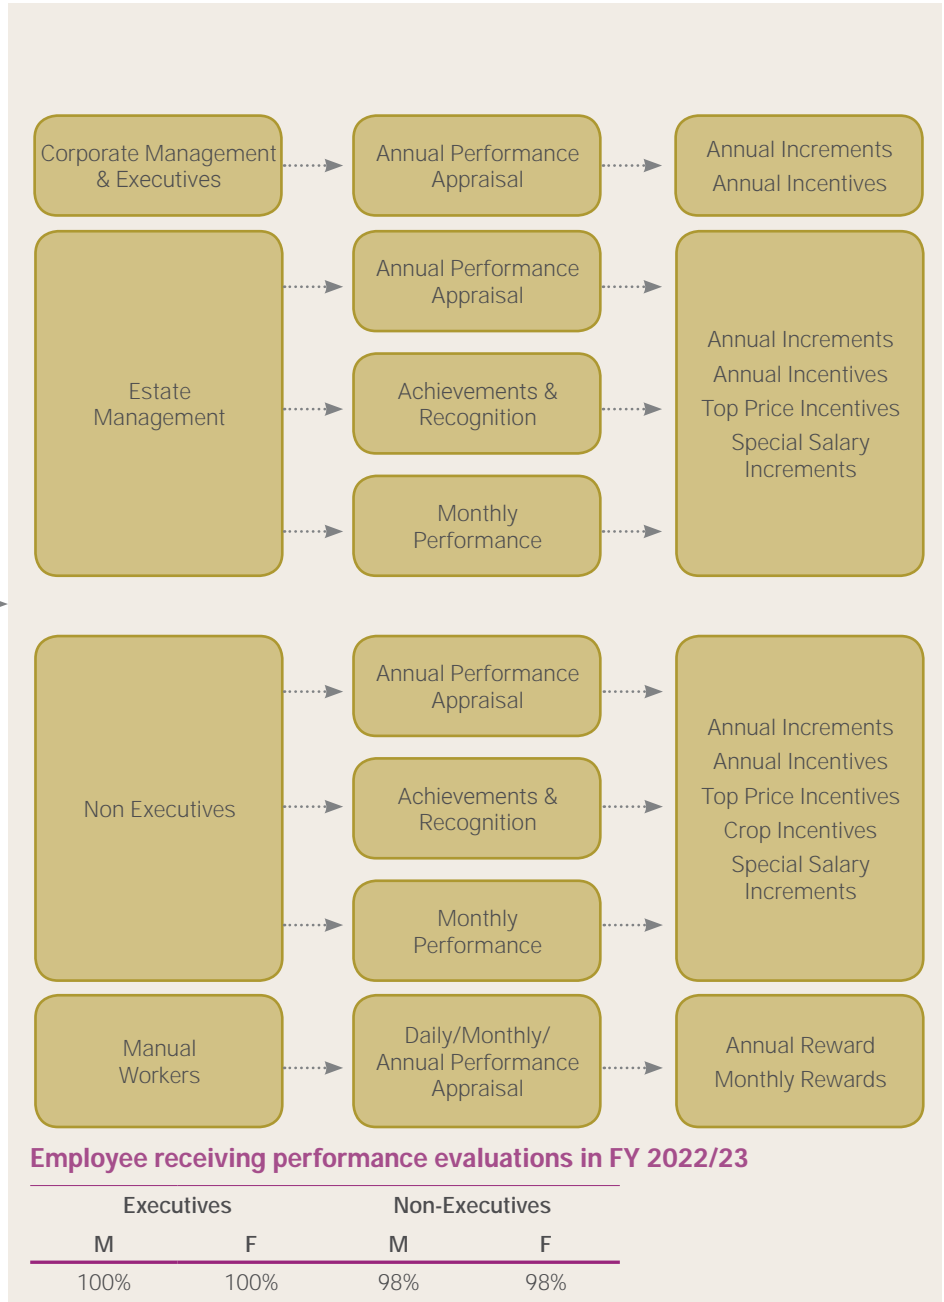 Corporate Management
& Executives
Annual Performance
Appraisal
Annual Increments
Annual Incentives
Estate
Management
Annual Performance
Appraisal
Achievements &
Recognition
Monthly
Performance
Annual Increments
Annual Incentives
Top Price Incentives
Special Salary
Increments
Non Executives
Annual Performance
Appraisal
Achievements &
Recognition
Monthly
Performance
Annual Increments
Annual Incentives
Top Price Incentives
Crop Incentives
Special Salary
Increments
Manual
Workers
Daily/Monthly/
Annual Performance
Appraisal
Annual Reward
Monthly Rewards
Employee receiving performance evaluations in FY 2022/23
Executives Non-Executives
M F M F
100% 100% 98% 98%